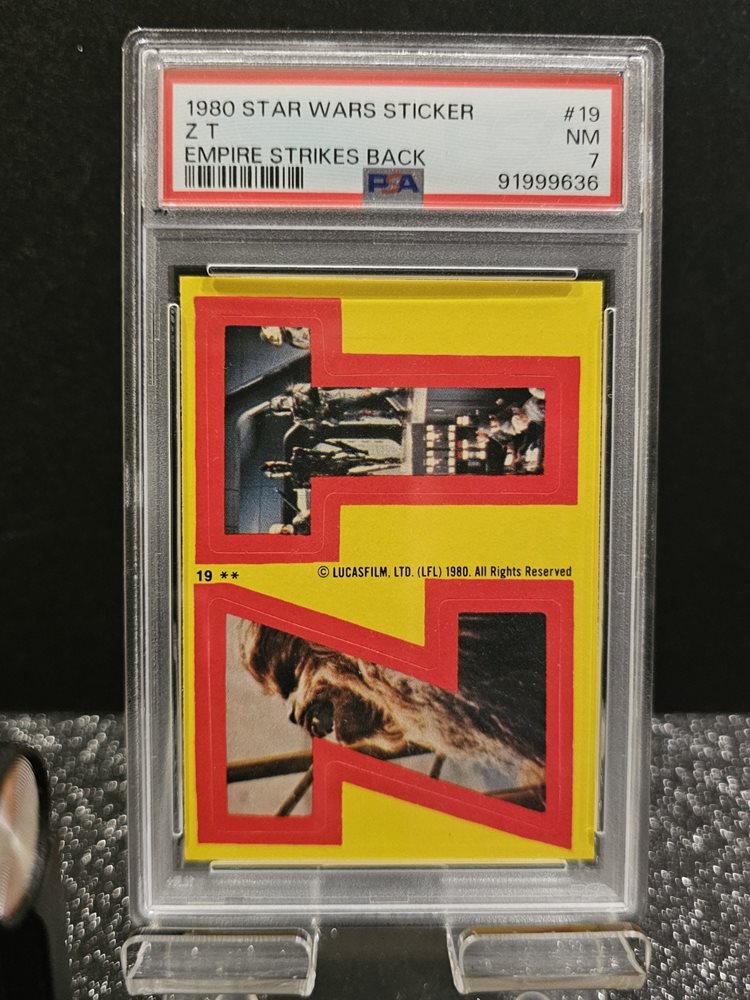 1980 STAR WARS STICKER #19
Z T NM
EMPIRE STRIKES BACK 7
PSA 91999636
T
19 ** © LUCASFILM, LTD. (LFL) 1980. All Rights Reserved
Z